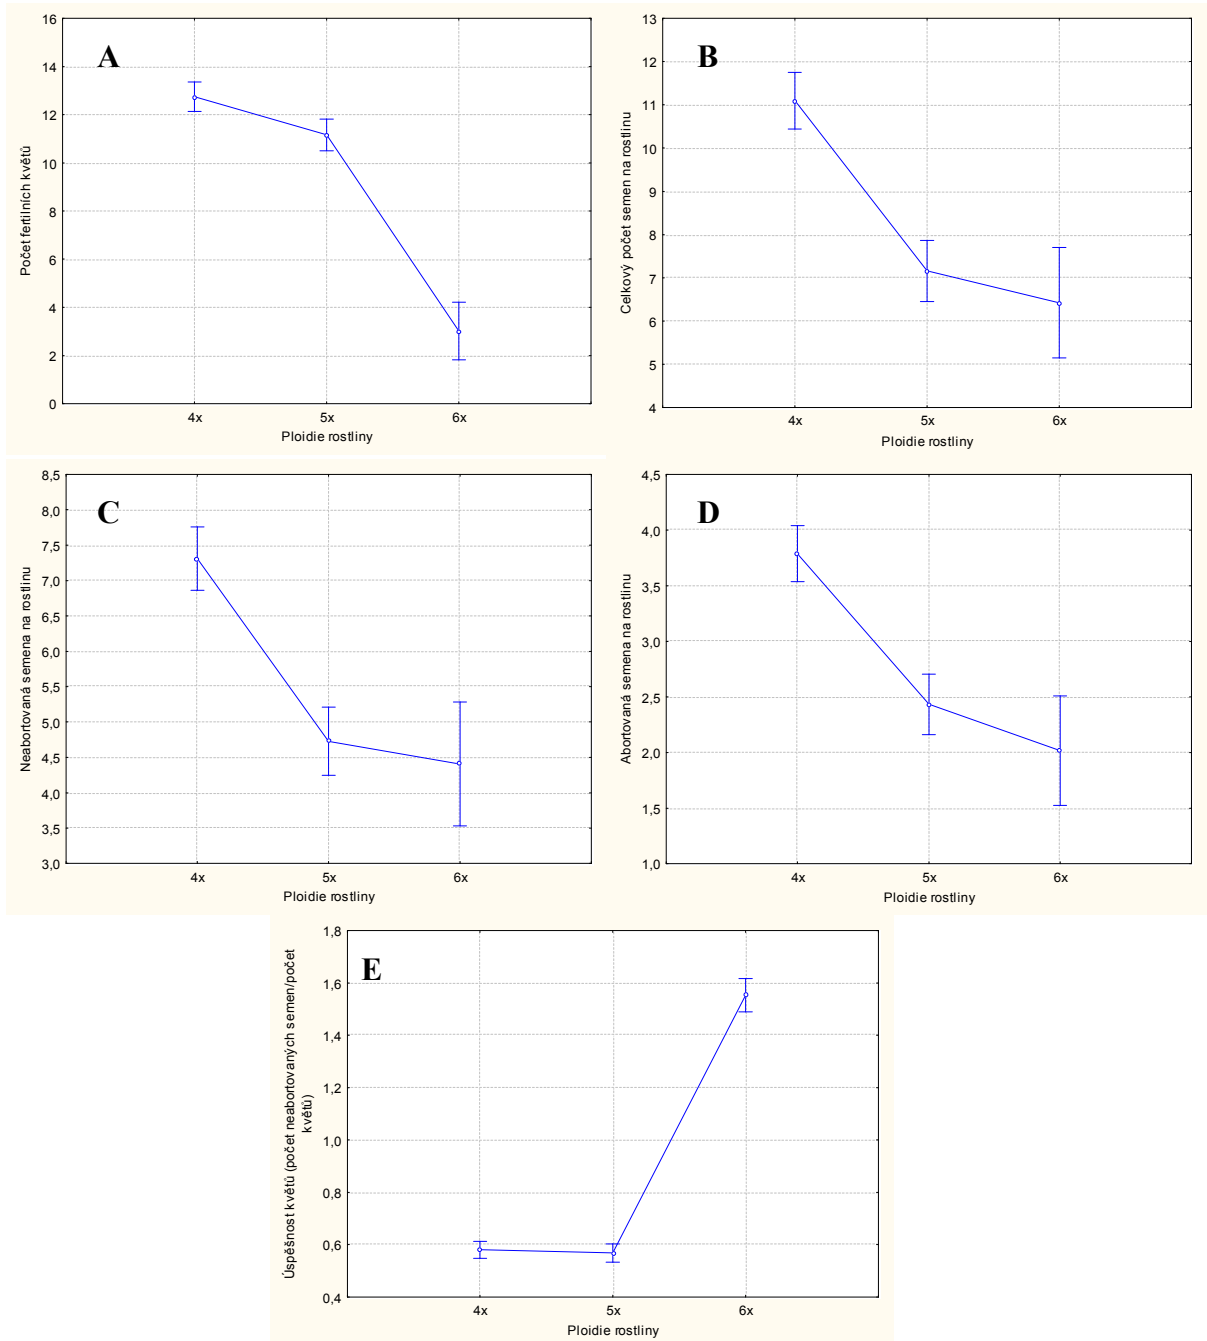 A
Počet fertilních květů
16
14
12
10
8
6
4
2
0
4x 5x 6x
Ploidie rostliny
B
Celkový počet semen na rostlinu
13
12
11
10
9
8
7
6
5
4
4x 5x 6x
Ploidie rostliny
C
Neabortovaná semena na rostlinu
8,5
8,0
7,5
7,0
6,5
6,0
5,5
5,0
4,5
4,0
3,5
3,0
4x 5x 6x
Ploidie rostliny
D
Abortovaná semena na rostlinu
4,5
4,0
3,5
3,0
2,5
2,0
1,5
1,0
4x 5x 6x
Ploidie rostliny
E
Úspěšnost květů (počet neabortovaných semen/počet
květů)
1,8
1,6
1,4
1,2
1,0
0,8
0,6
0,4
4x 5x 6x
Ploidie rostliny